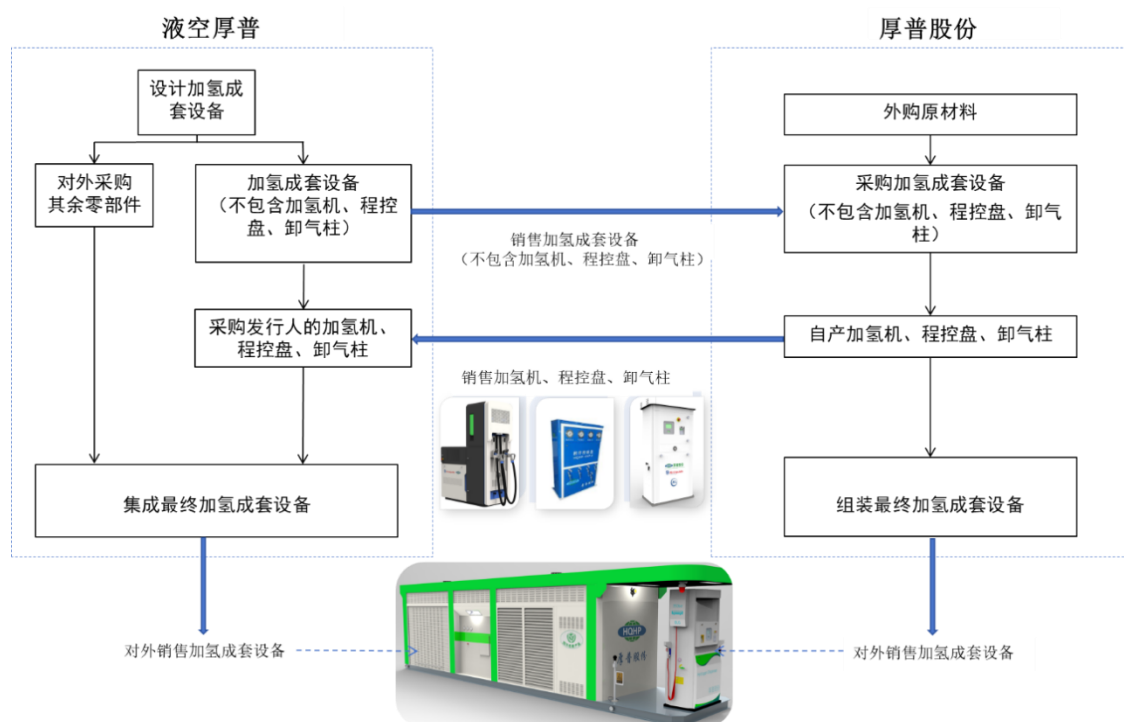 液空厚普
厚普股份
设计加氢成
套设备
外购原材料
对外采购
其余零部件
加氢成套设备
（不包含加氢机、程控
盘、卸气柱）
采购加氢成套设备
（不包含加氢机、程控盘、卸气
柱）
销售加氢成套设备
（不包含加氢机、程控盘、卸气柱）
采购发行人的加氢机、
程控盘、卸气柱
自产加氢机、程控盘、卸气柱
销售加氢机、程控盘、卸气柱
集成最终加氢成套设备
组装最终加氢成套设备
HQHP
厚普股份
对外销售加氢成套设备
对外销售加氢成套设备